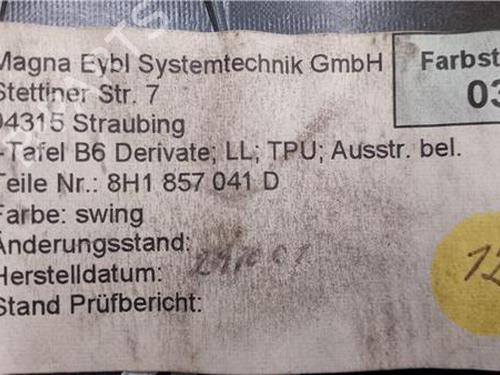 Magna Eybl Systemtechnik GmbH
Stettiner Str. 7
94315 Straubing
-Tafel B6 Derivate; LL; TPU; Ausstr. bel.
Teile Nr.: 8H1 857 041 D
Farbe: swing
Änderungsstand:
Herstelldatum:
Stand Prüfbericht:
Farbst
03
12